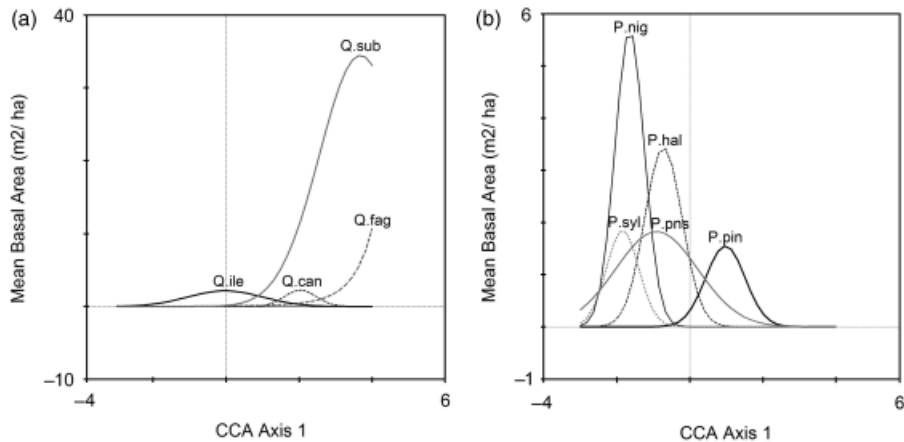 (a)
40
Q.sub
Q.fag
Q.ile
Q.can
Mean Basal Area (m2/ ha)
–10
–4
6
CCA Axis 1
(b)
6
P.nig
P.hal
P.syl
P.pns
P.pin
Mean Basal Area (m2/ ha)
–1
–4
6
CCA Axis 1